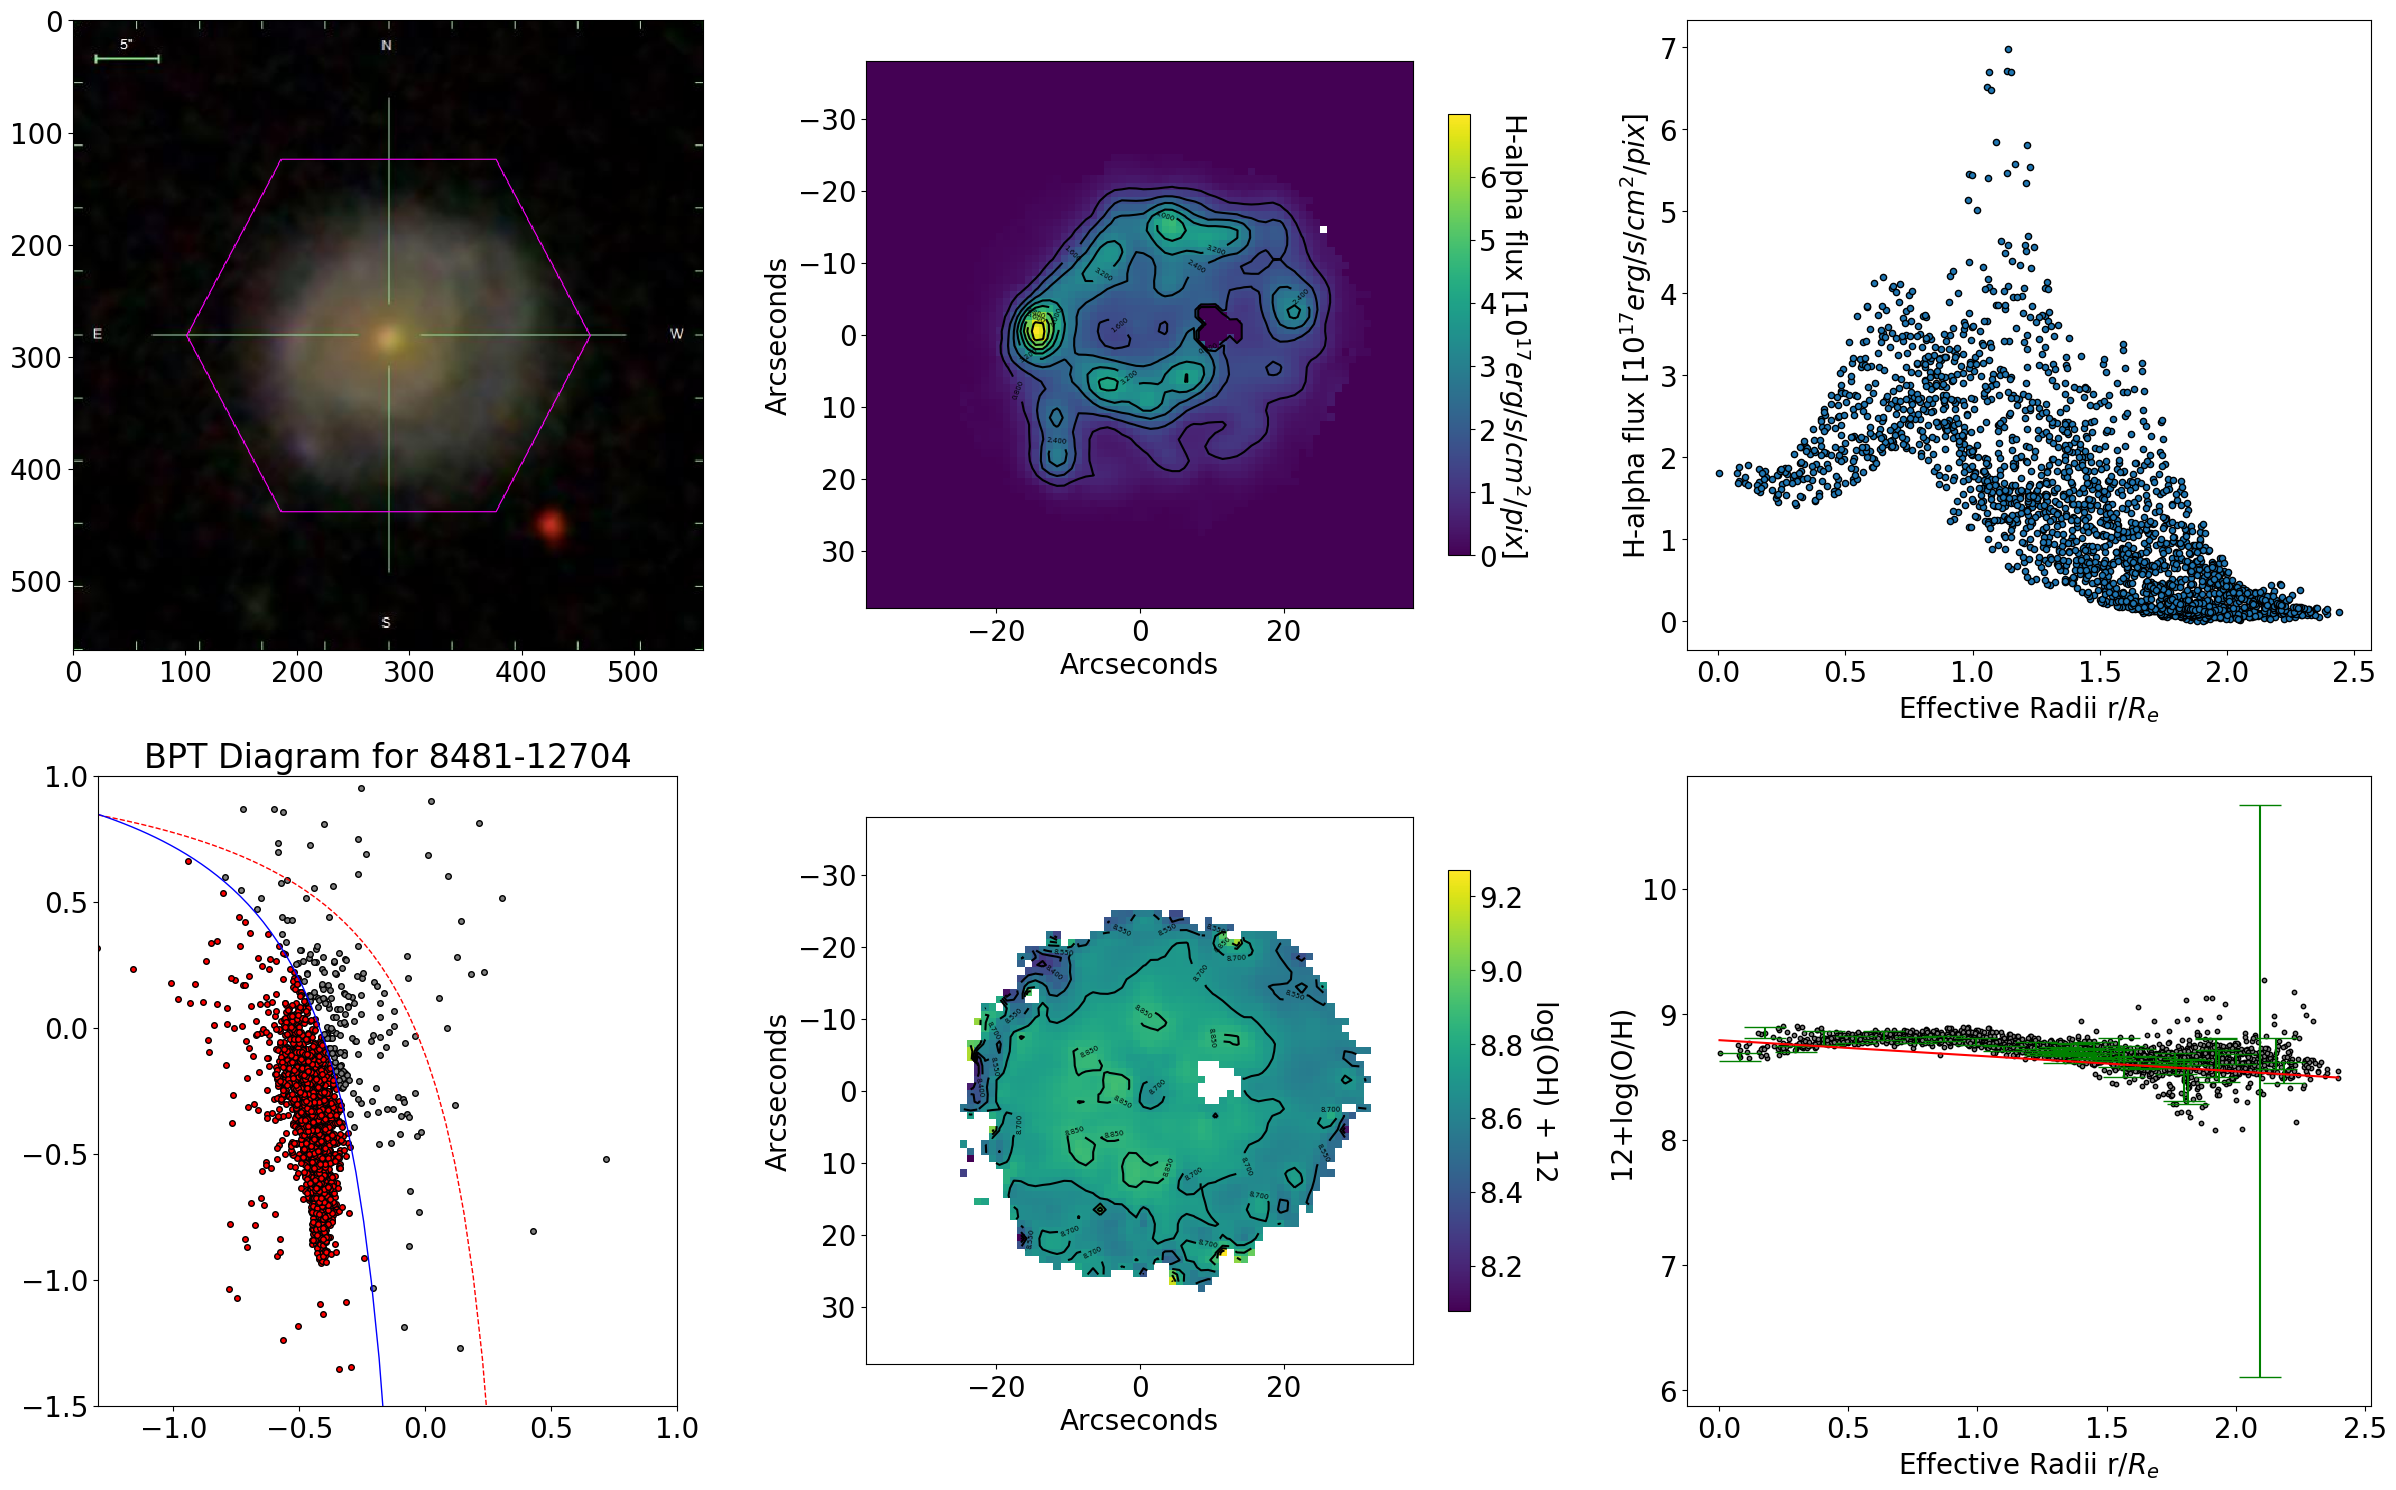 0
100
200
300
400
500
0 100 200 300 400 500
5"
N
E
W
S
−30
−20
−10
0
10
20
30
Arcseconds
−20 0 20
Arcseconds
6
5
4
3
2
1
0
H-alpha flux [10^17 erg/s/cm^2/pix]
7
6
5
4
3
2
1
0
H-alpha flux [10^17 erg/s/cm^2/pix]
0.0 0.5 1.0 1.5 2.0 2.5
Effective Radii r/R_e
BPT Diagram for 8481-12704
1.0
0.5
0.0
−0.5
−1.0
−1.5
−1.0 −0.5 0.0 0.5 1.0
−30
−20
−10
0
10
20
30
Arcseconds
−20 0 20
Arcseconds
9.2
9.0
8.8
8.6
8.4
8.2
log(OH) + 12
10
9
8
7
6
12+log(O/H)
0.0 0.5 1.0 1.5 2.0 2.5
Effective Radii r/R_e